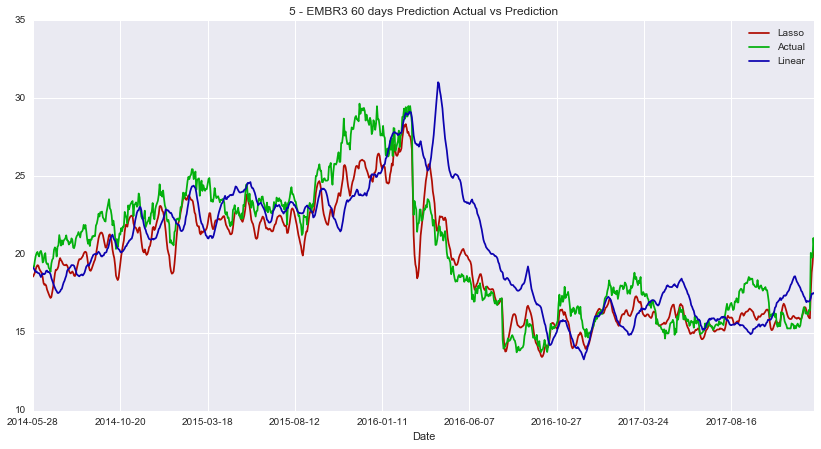 5 - EMBR3 60 days Prediction Actual vs Prediction
35
30
25
20
15
10
Lasso
Actual
Linear
2014-05-28 2014-10-20 2015-03-18 2015-08-12 2016-01-11 2016-06-07 2016-10-27 2017-03-24 2017-08-16
Date